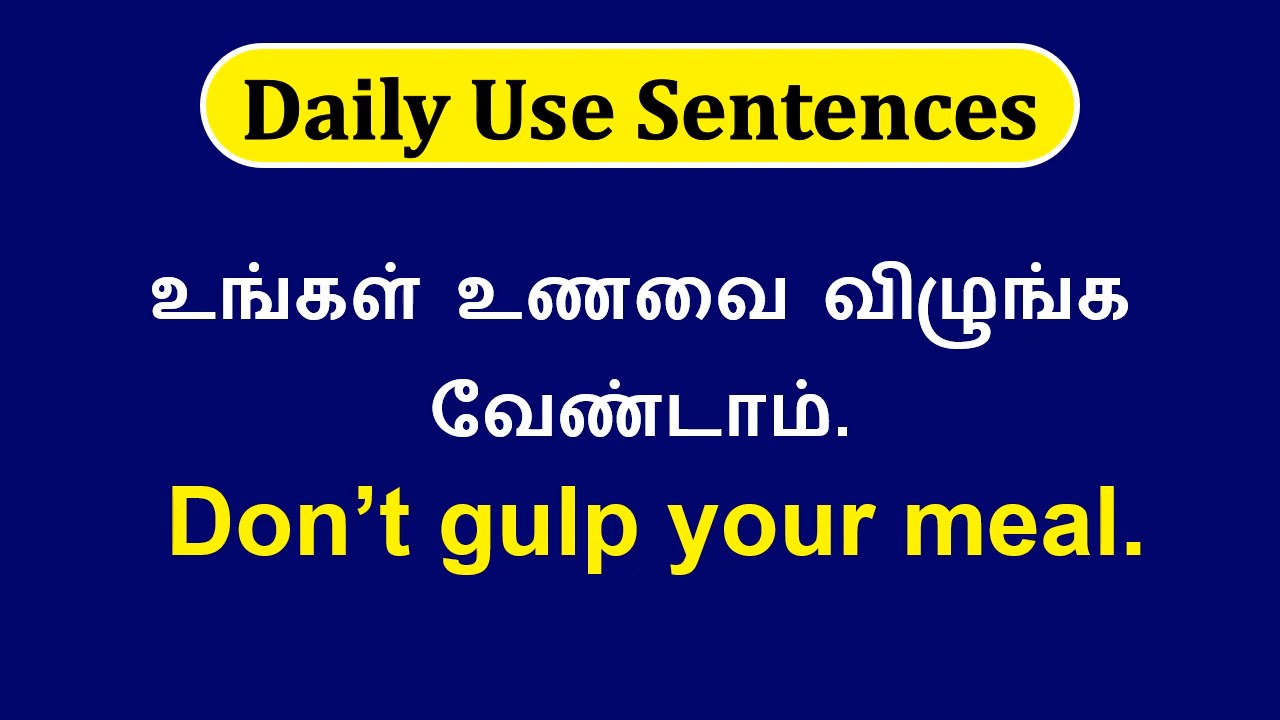 Daily Use Sentences
உங்கள் உணவை விழுங்க
வேண்டாம்.
Don’t gulp your meal.